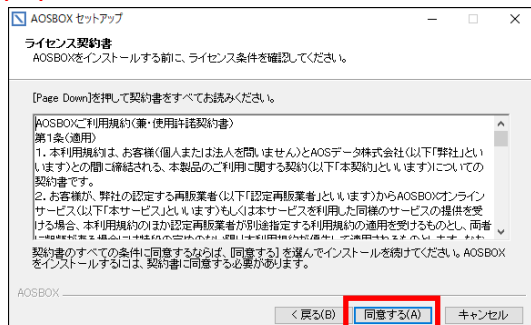 AOSBOX セットアップ
ライセンス契約書
AOSBOXをインストールする前に、ライセンス条件を確認してください。
[Page Down]を押して契約書をすべてお読みください。
AOSBOXご利用規約(兼・使用許諾契約書)
第1条(適用)
1. 本利用規約は、お客様(個人または法人を問いません)とAOSデータ株式会社(以下「弊社」とい
います)との間に締結される、本製品のご利用に関する契約(以下「本契約」といいます)についての
契約書です。
2. お客様が、弊社の認定する再販業者(以下「認定再販業者」といいます)からAOSBOXオンライン
サービス(以下「本サービス」といいます)もしくは本サービスを利用した同様のサービスの提供を受
ける場合、本利用規約のほか認定再販業者が別途指定する利用規約の適用を受けるものとし、両者
契約書のすべての条件に同意するならば、[同意する] を選んでインストールを続けてください。AOSBOX
をインストールするには、契約書に同意する必要があります。
AOSBOX
< 戻る(B)
同意する(A)
キャンセル